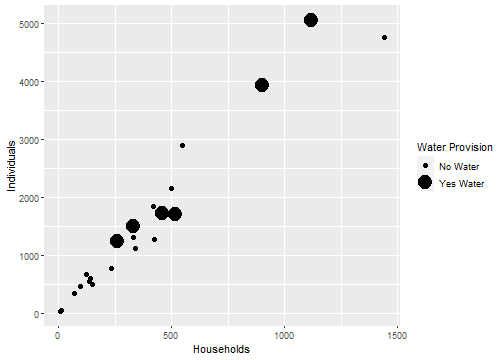 5000
4000
3000
2000
1000
0
Individuals
0 500 1000 1500
Households
Water Provision
No Water
Yes Water